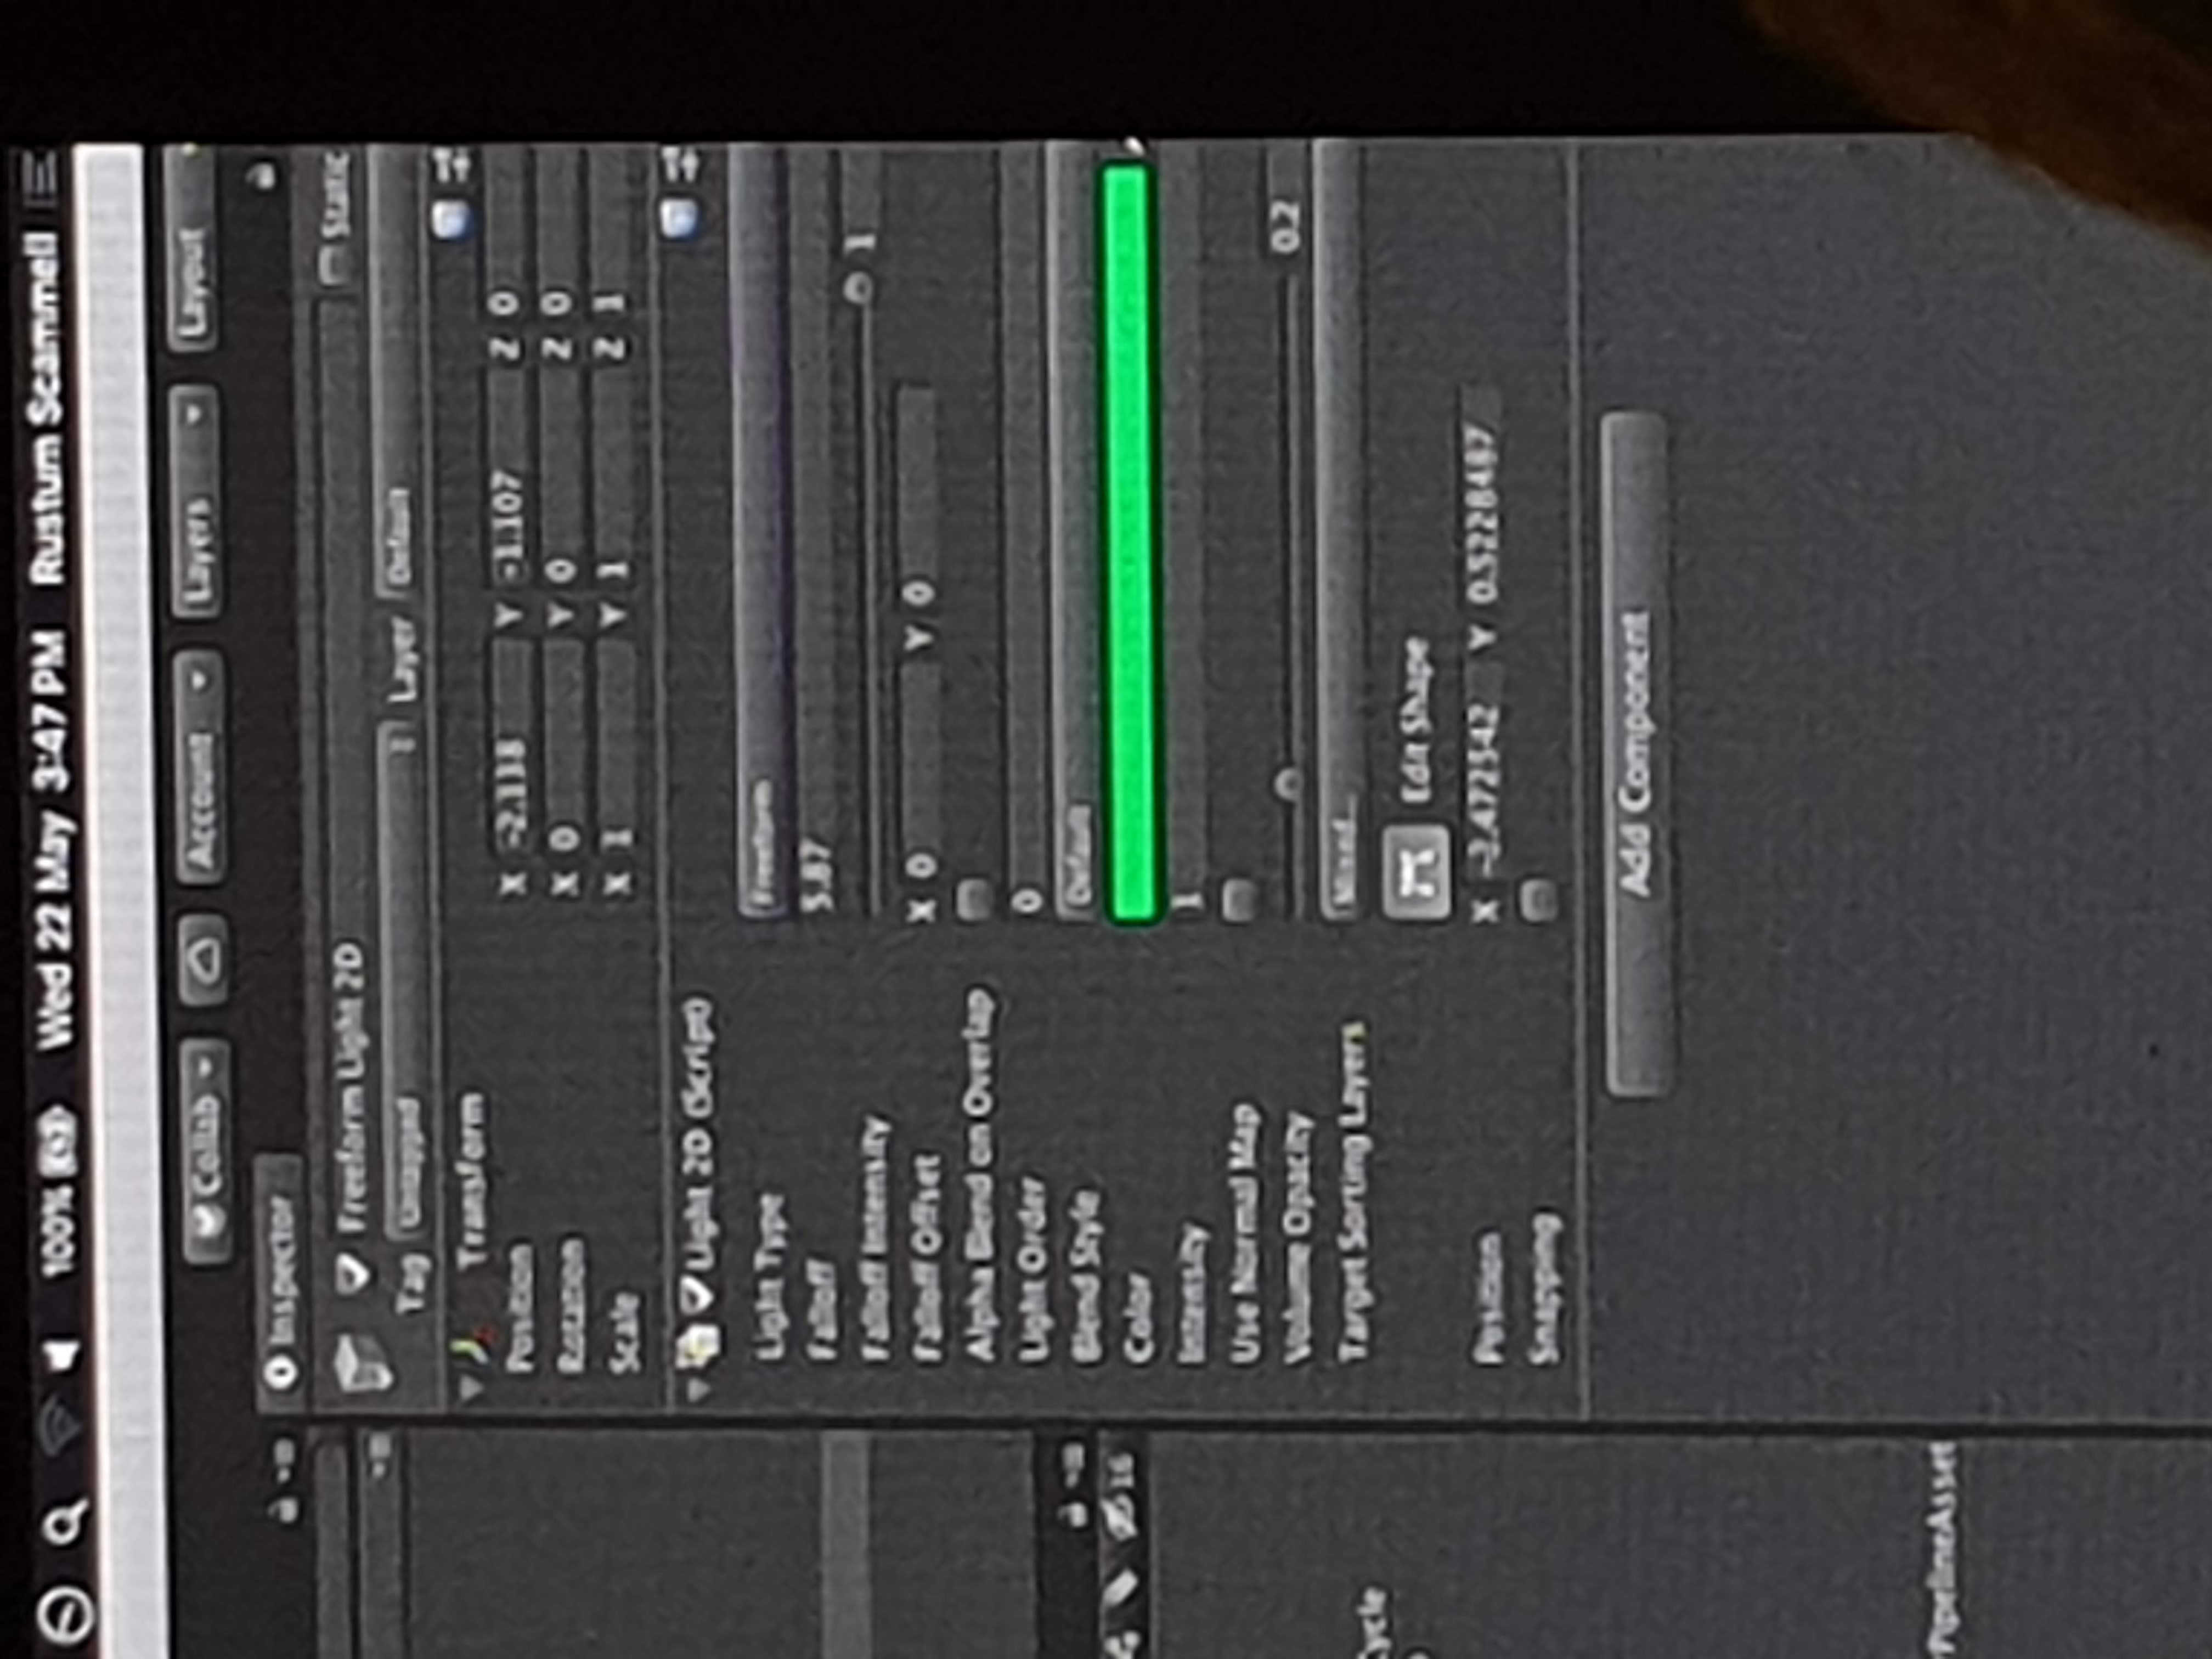 100% Wed 22 May 3:47 PM Rustum Scammell
Collab Account Layers Layout
Inspector
Freeform Light 2D Static
Tag Untagged Layer Default
Transform
Position X -2.118 Y -1.107 Z 0
Rotation X 0 Y 0 Z 0
Scale X 1 Y 1 Z 1
Light 2D (Script)
Light Type Freeform
Falloff 5.87
Falloff Intensity 1
Falloff Offset X 0 Y 0
Alpha Blend on Overlap
Light Order 0
Blend Style Default
16
Color
Intensity 1
Use Normal Map
Volume Opacity 0.2
Target Sorting Layers Mixed...
Cycle
Edit Shape
Position X Y 0.5228487
Snapping
Add Component
PipelineAsset